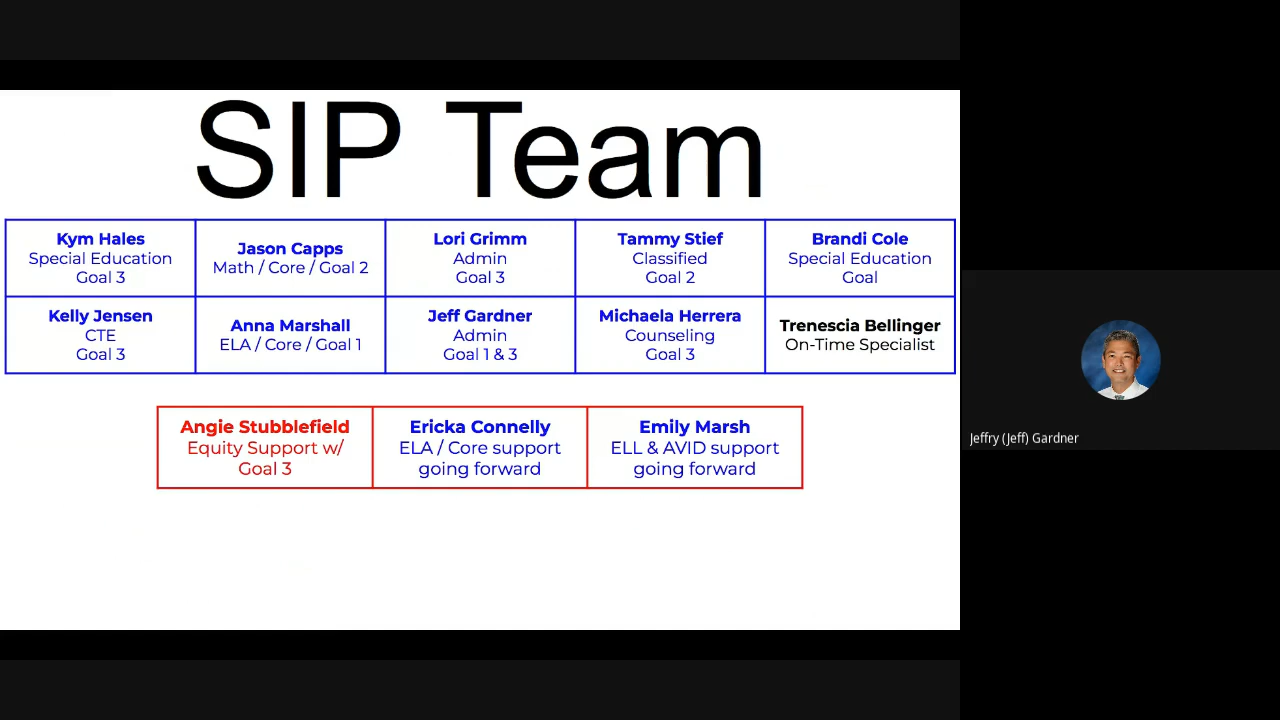 SIP Team
Kym Hales
Special Education
Goal 3
Jason Capps
Math / Core / Goal 2
Lori Grimm
Admin
Goal 3
Tammy Stief
Classified
Goal 2
Brandi Cole
Special Education
Goal
Kelly Jensen
CTE
Goal 3
Anna Marshall
ELA / Core / Goal 1
Jeff Gardner
Admin
Goal 1 & 3
Michaela Herrera
Counseling
Goal 3
Trenescia Bellinger
On-Time Specialist
Angie Stubblefield
Equity Support w/
Goal 3
Ericka Connelly
ELA / Core support
going forward
Emily Marsh
ELL & AVID support
going forward
Jeffry (Jeff) Gardner